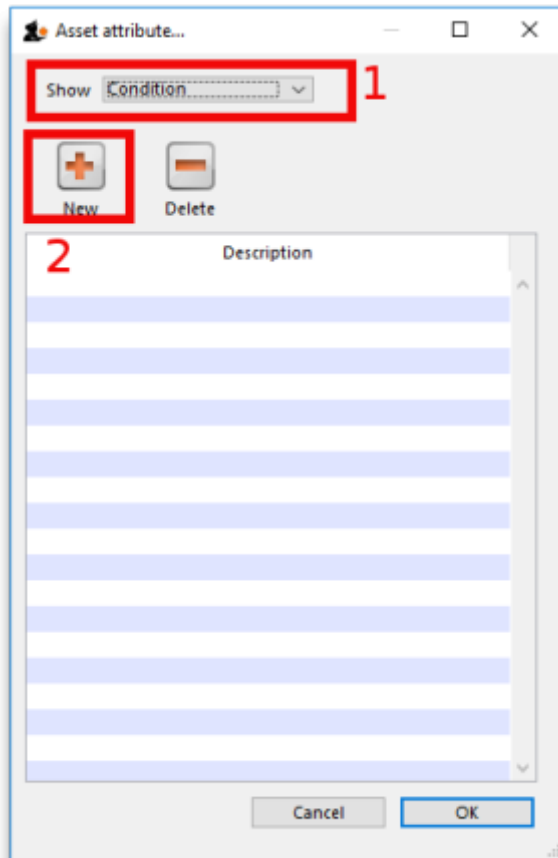 Asset attribute...
Show Condition 1
New Delete
2 Description
Cancel OK